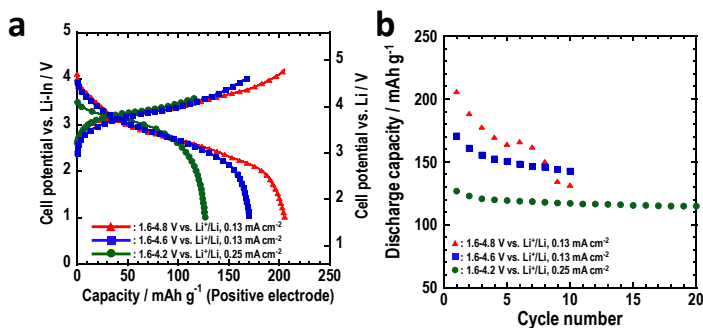 a
5
4
3
2
1
0
Cell potential vs. Li-In / V
5
4
3
2
1
Cell potential vs. Li / V
: 1.6-4.8 V vs. Li⁺/Li, 0.13 mA cm⁻²
: 1.6-4.6 V vs. Li⁺/Li, 0.13 mA cm⁻²
: 1.6-4.2 V vs. Li⁺/Li, 0.25 mA cm⁻²
0 50 100 150 200 250
Capacity / mAh g⁻¹ (Positive electrode)
b
250
200
150
100
50
Discharge capacity / mAh g⁻¹
: 1.6-4.8 V vs. Li⁺/Li, 0.13 mA cm⁻²
: 1.6-4.6 V vs. Li⁺/Li, 0.13 mA cm⁻²
: 1.6-4.2 V vs. Li⁺/Li, 0.25 mA cm⁻²
0 5 10 15 20
Cycle number